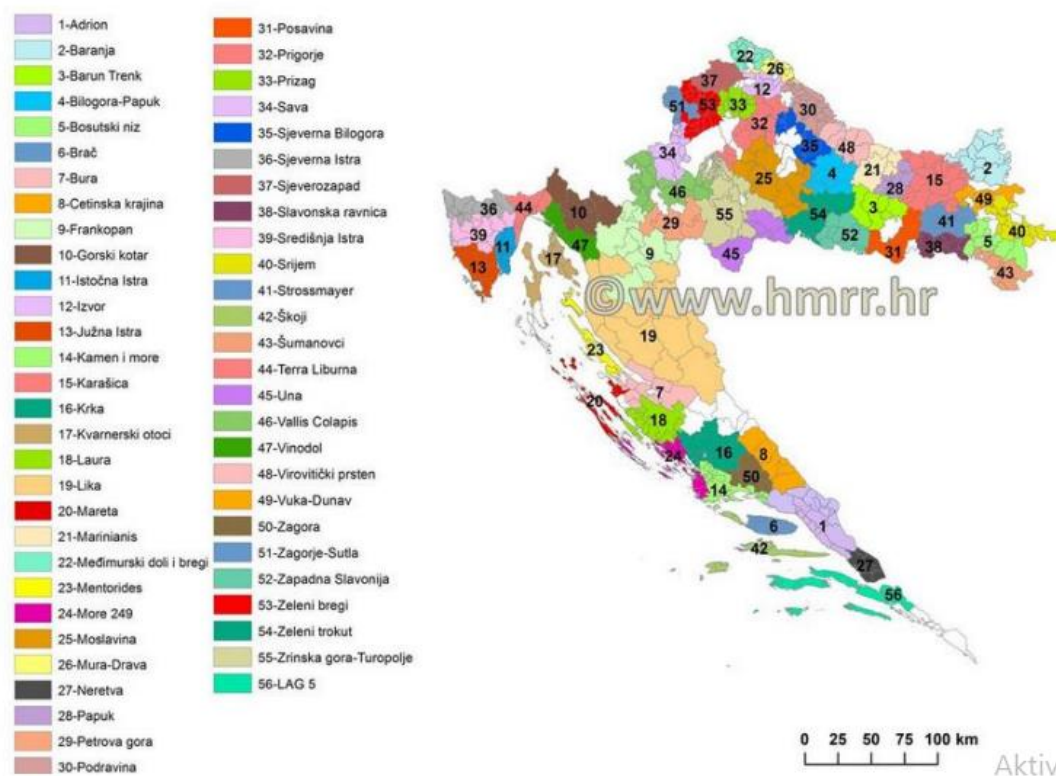 1-Adrion
2-Baranja
3-Barun Trenk
4-Bilogora-Papuk
5-Bosutski niz
6-Brač
7-Bura
8-Cetinska krajina
9-Frankopan
10-Gorski kotar
11-Istočna Istra
12-Izvor
13-Južna Istra
14-Kamen i more
15-Karašica
16-Krka
17-Kvarnerski otoci
18-Laura
19-Lika
20-Mareta
21-Marinianis
22-Međimurski doli i bregi
23-Mentorides
24-More 249
25-Moslavina
26-Mura-Drava
27-Neretva
28-Papuk
29-Petrova gora
30-Podravina
31-Posavina
32-Prigorje
33-Prizag
34-Sava
35-Sjeverna Bilogora
36-Sjeverna Istra
37-Sjeverozapad
38-Slavonska ravnica
39-Središnja Istra
40-Srijem
41-Strossmayer
42-Škoji
43-Šumanovci
44-Terra Liburna
45-Una
46-Vallis Colapis
47-Vinodol
48-Virovitički prsten
49-Vuka-Dunav
50-Zagora
51-Zagorje-Sutla
52-Zapadna Slavonija
53-Zeleni bregi
54-Zeleni trokut
55-Zrinska gora-Turopolje
56-LAG 5
22
26
37
12
51
53
33
30
32
34
35
48
2
21
25
4
28
15
46
49
36
44
10
29
55
54
3
41
40
39
11
52
38
5
13
17
47
9
45
31
43
©www.hmrr.hr
19
23
7
20
18
24
16
8
50
14
6
1
42
27
56
0 25 50 75 100 km
Aktiv